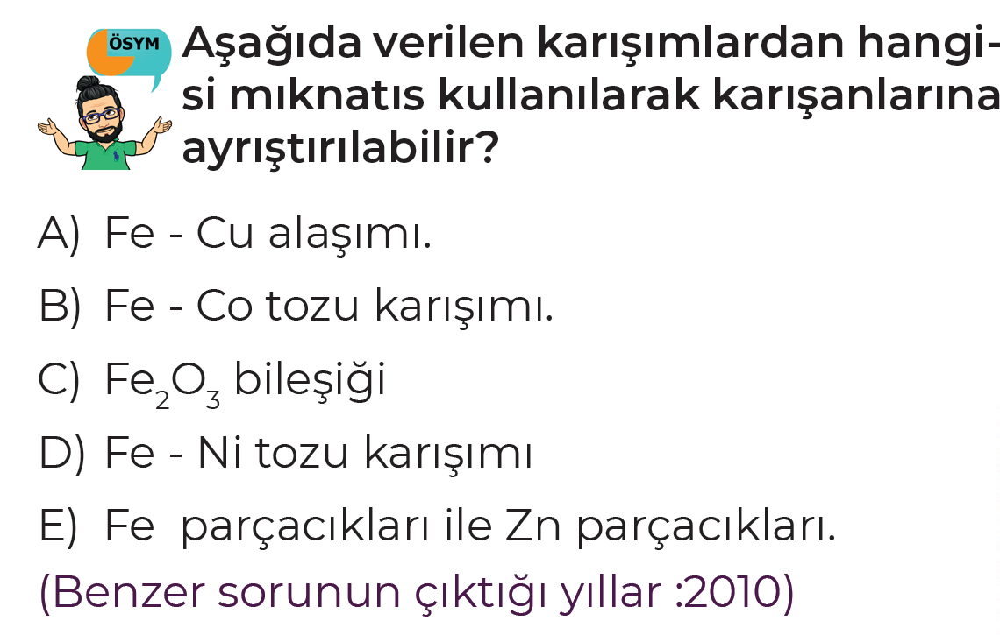 ÖSYM
Aşağıda verilen karışımlardan hangi-
si mıknatıs kullanılarak karışanlarına
ayrıştırılabilir?
A) Fe - Cu alaşımı.
B) Fe - Co tozu karışımı.
C) Fe₂O₃ bileşiği
D) Fe - Ni tozu karışımı
E) Fe parçacıkları ile Zn parçacıkları.
(Benzer sorunun çıktığı yıllar :2010)